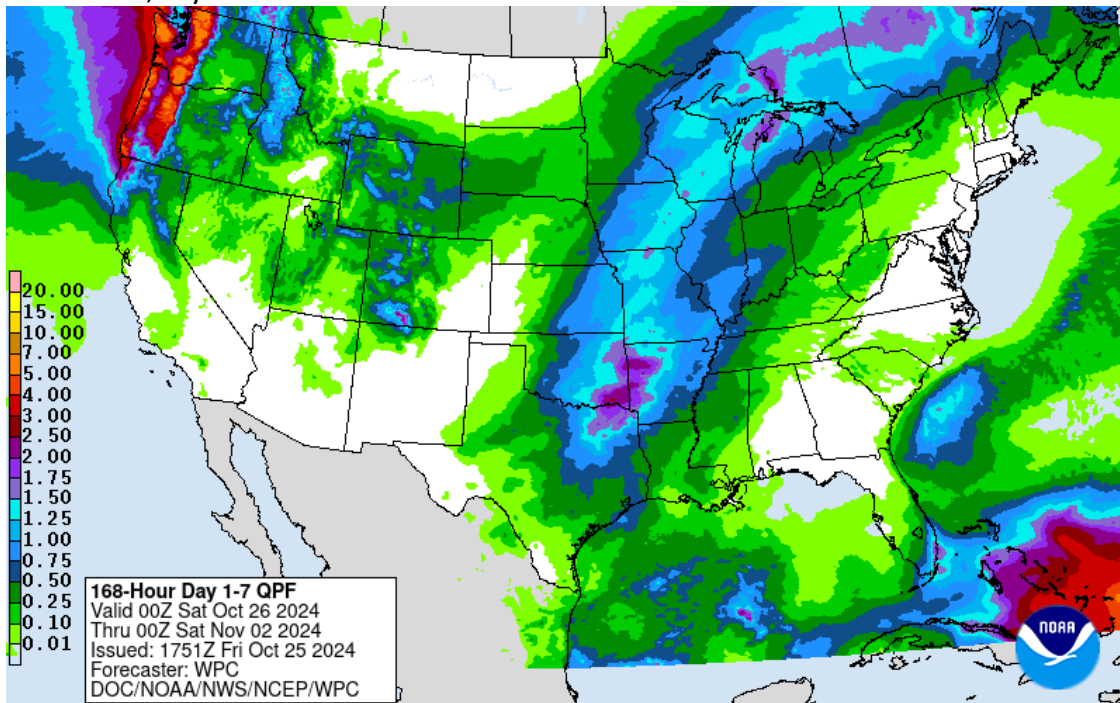 20.00
15.00
10.00
7.00
5.00
4.00
3.00
2.50
2.00
1.75
1.50
1.25
1.00
0.75
0.50
0.25
0.10
0.01
168-Hour Day 1-7 QPF
Valid 00Z Sat Oct 26 2024
Thru 00Z Sat Nov 02 2024
Issued: 1751Z Fri Oct 25 2024
Forecaster: WPC
DOC/NOAA/NWS/NCEP/WPC
NOAA